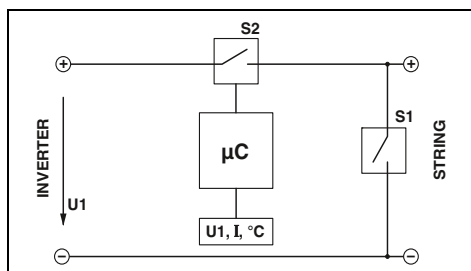 S2
+
+
S1
INVERTER
U1
µC
STRING
U1, I, °C
−
−